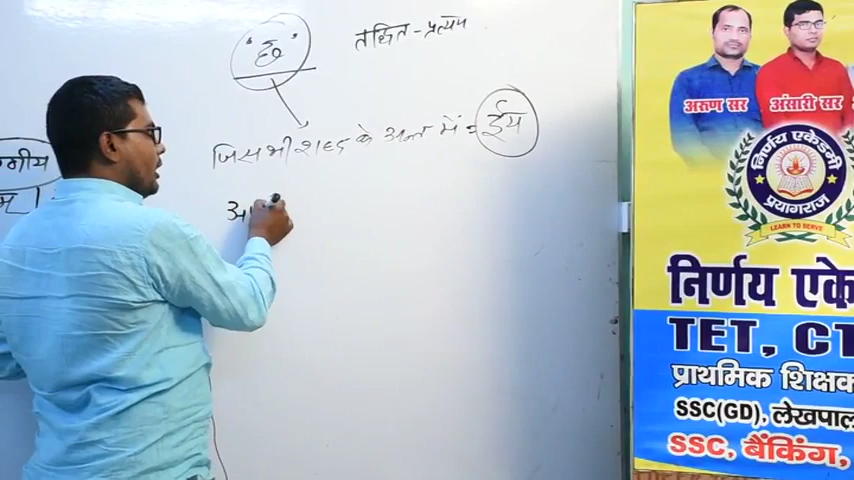 "छ"
तद्धित-प्रत्यय
जिस भी शब्द के अन्त में = ईय
अ
णीय
म् ।
अरुण सर
अंसारी सर
निर्णय एकेडमी
प्रयागराज
LEARN TO SERVE
निर्णय एके
TET, CT
प्राथमिक शिक्षक
SSC(GD), लेखपाल
SSC, बैंकिंग,